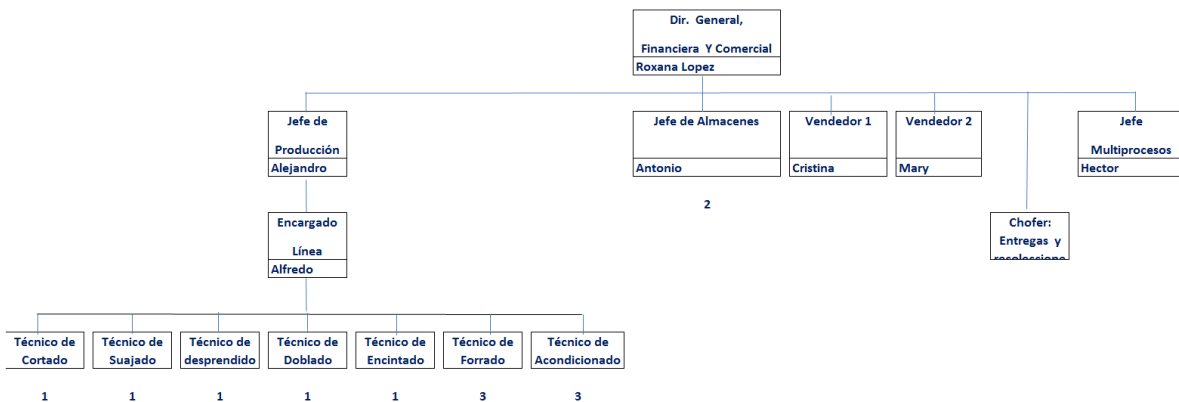 Dir. General,
Financiera Y Comercial
Roxana Lopez
Jefe de
Producción
Alejandro
Jefe de Almacenes
Antonio
2
Vendedor 1
Cristina
Vendedor 2
Mary
Jefe
Multiprocesos
Hector
Chofer:
Entregas y
recoleccione
Encargado
Línea
Alfredo
Técnico de
Cortado
Técnico de
Suajado
Técnico de
desprendido
Técnico de
Doblado
Técnico de
Encintado
Técnico de
Forrado
Técnico de
Acondicionado
1
1
1
1
1
3
3